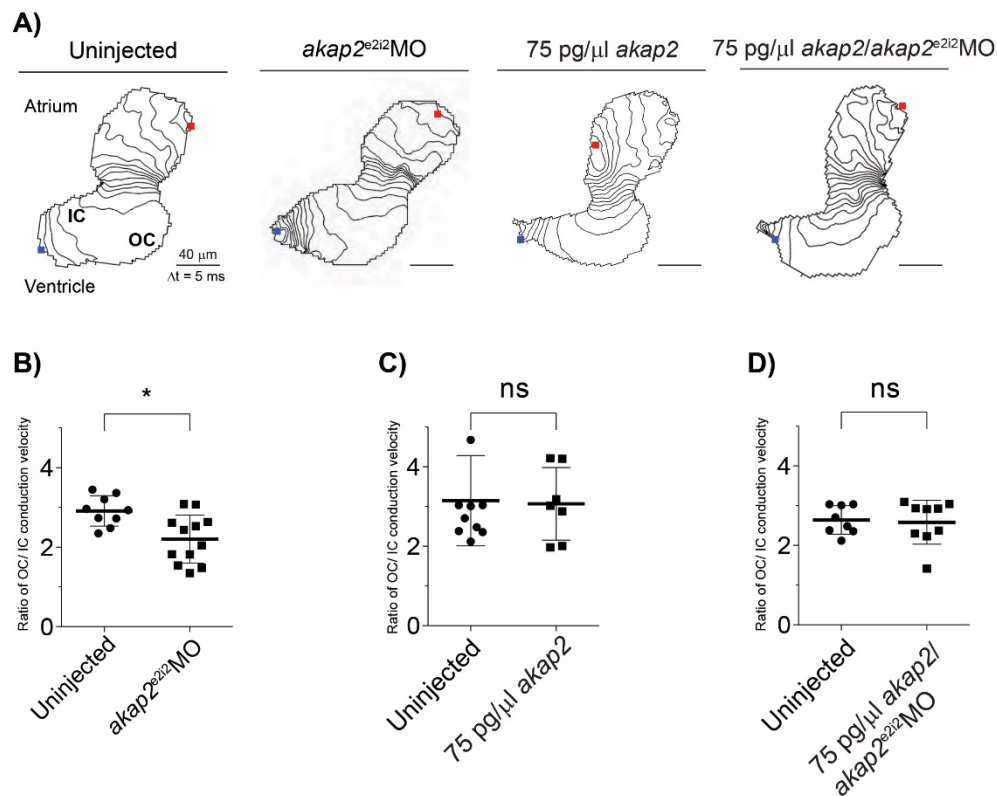 A)
Uninjected
akap2e2i2MO
75 pg/µl akap2
75 pg/µl akap2/akap2e2i2MO
Atrium
IC
OC
40 µm
Δt = 5 ms
Ventricle
B)
*
Ratio of OC/ IC conduction velocity
4
2
0
Uninjected
akap2e2i2MO
C)
ns
Ratio of OC/ IC conduction velocity
4
2
0
Uninjected
75 pg/µl akap2
D)
ns
Ratio of OC/ IC conduction velocity
4
2
0
Uninjected
75 pg/µl akap2/
akap2e2i2MO